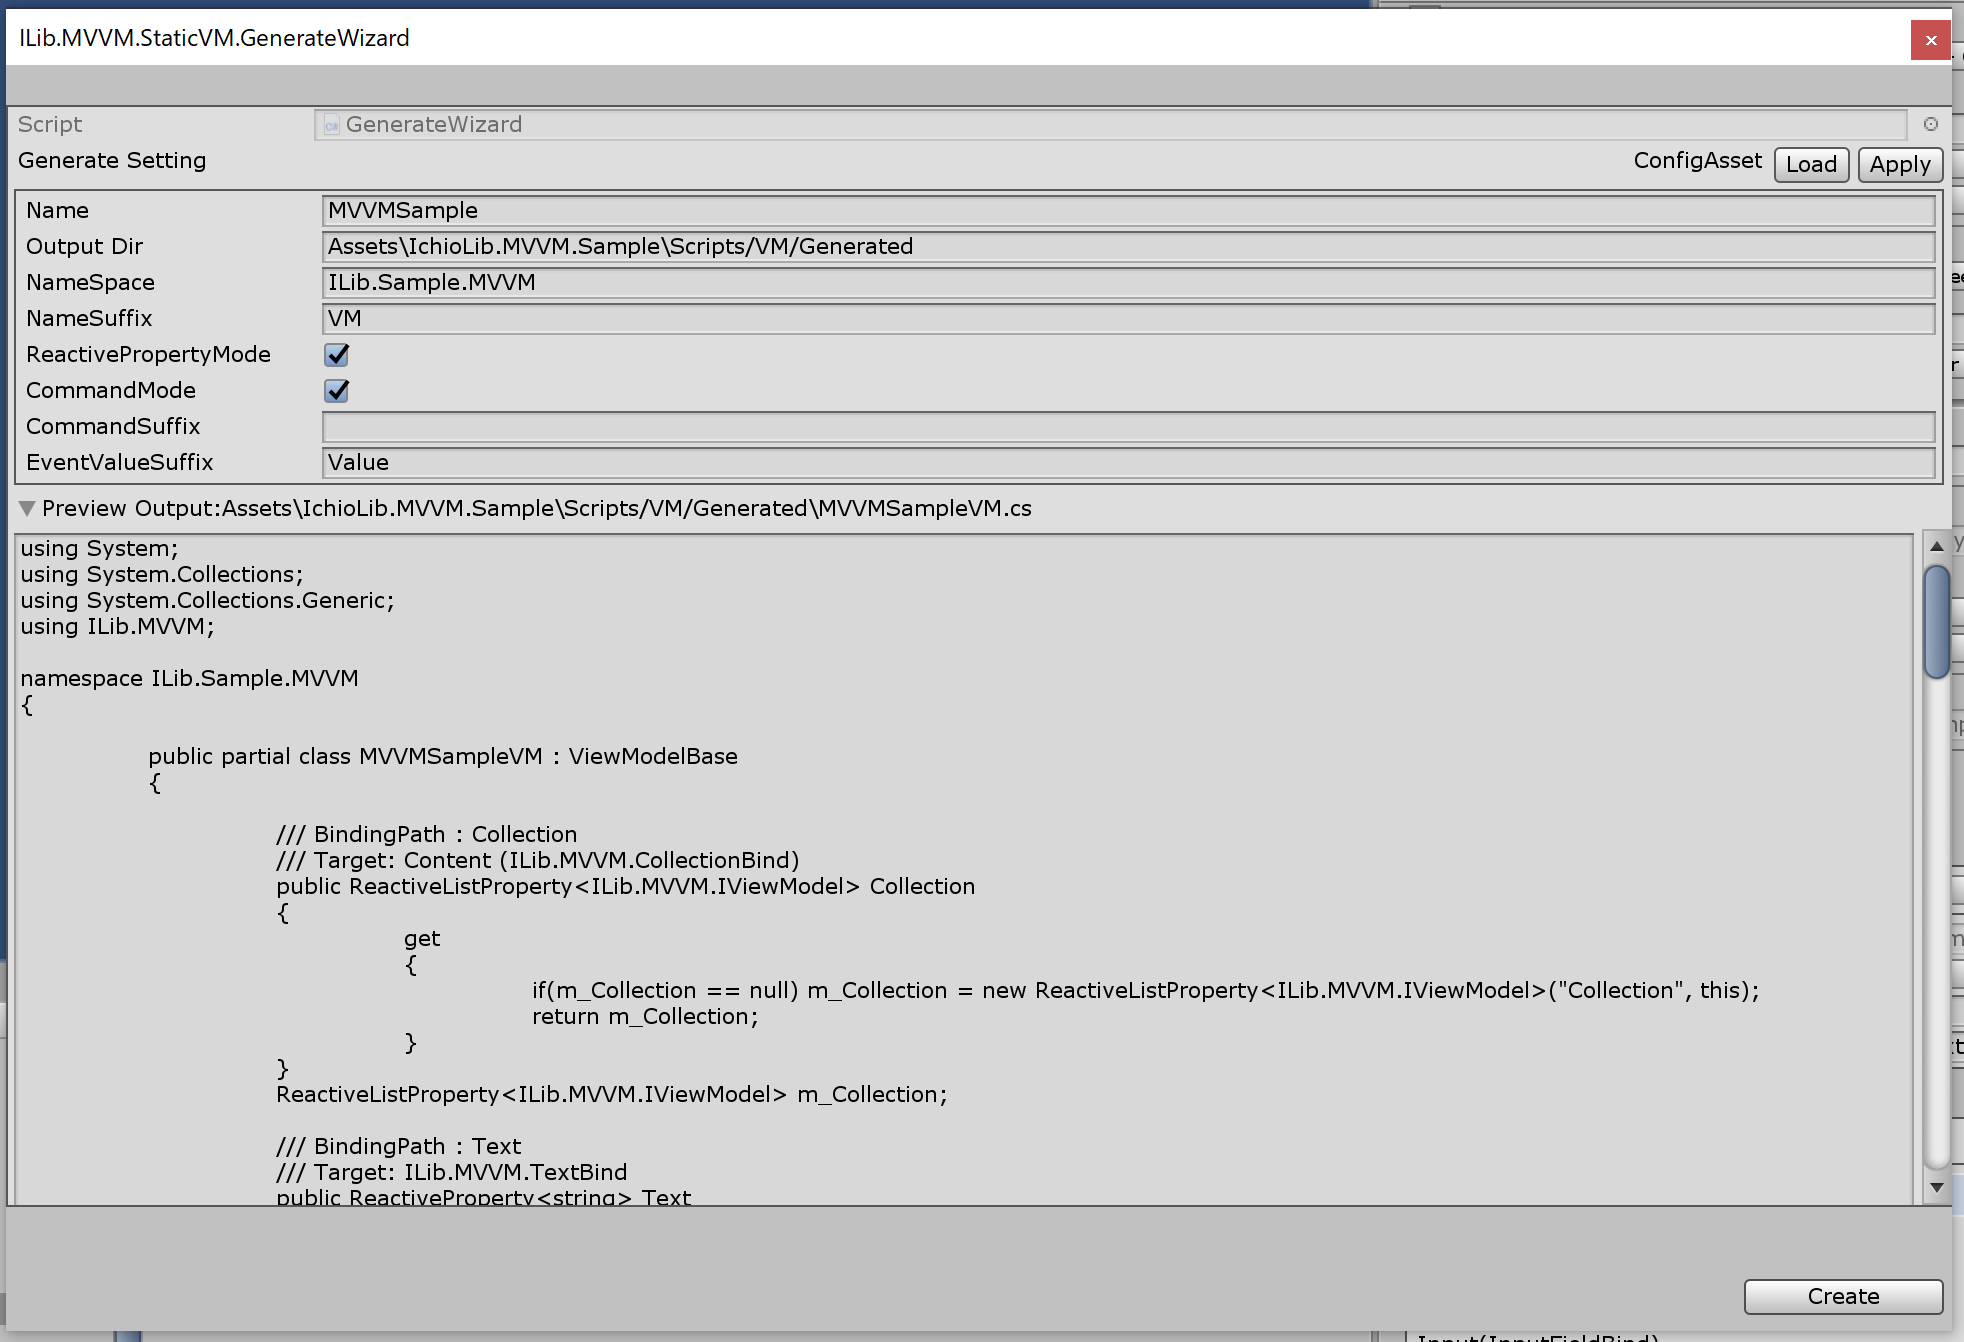 ILib.MVVM.StaticVM.GenerateWizard
Script GenerateWizard
Generate Setting ConfigAsset Load Apply
Name MVVMSample
Output Dir Assets\IchioLib.MVVM.Sample\Scripts/VM/Generated
NameSpace ILib.Sample.MVVM
NameSuffix VM
ReactivePropertyMode
CommandMode
CommandSuffix
EventValueSuffix Value
Preview Output:Assets\IchioLib.MVVM.Sample\Scripts/VM/Generated\MVVMSampleVM.cs
using System;
using System.Collections;
using System.Collections.Generic;
using ILib.MVVM;
namespace ILib.Sample.MVVM
{
public partial class MVVMSampleVM : ViewModelBase
{
/// BindingPath : Collection
/// Target: Content (ILib.MVVM.CollectionBind)
public ReactiveListProperty<ILib.MVVM.IViewModel> Collection
{
get
{
if(m_Collection == null) m_Collection = new ReactiveListProperty<ILib.MVVM.IViewModel>("Collection", this);
return m_Collection;
}
}
ReactiveListProperty<ILib.MVVM.IViewModel> m_Collection;
/// BindingPath : Text
/// Target: ILib.MVVM.TextBind
public ReactiveProperty<string> Text
Create
Input(InputFieldBind)